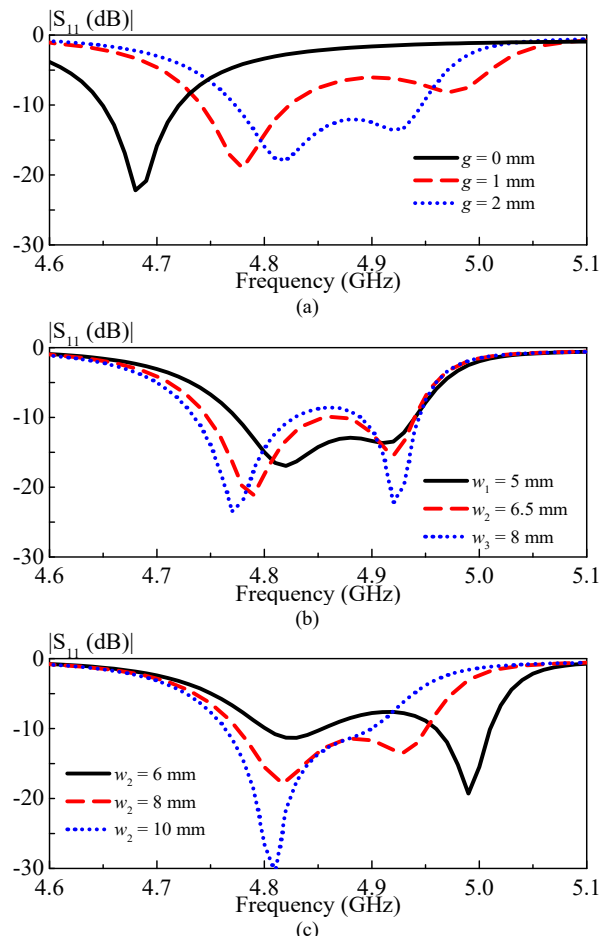 |S11 (dB)|
0
-10
-20
-30
4.6 4.7 4.8 4.9 5.0 5.1
Frequency (GHz)
g = 0 mm
g = 1 mm
g = 2 mm
(a)
|S11 (dB)|
0
-10
-20
-30
4.6 4.7 4.8 4.9 5.0 5.1
Frequency (GHz)
w1 = 5 mm
w2 = 6.5 mm
w3 = 8 mm
(b)
|S11 (dB)|
0
-10
-20
-30
4.6 4.7 4.8 4.9 5.0 5.1
Frequency (GHz)
w2 = 6 mm
w2 = 8 mm
w2 = 10 mm
(c)